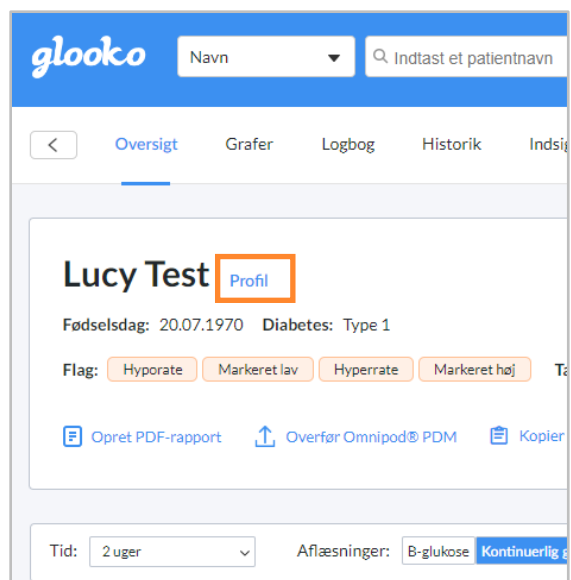 glooko Navn Indtast et patientnavn
Oversigt Grafer Logbog Historik
Lucy Test Profil
Fødselsdag: 20.07.1970 Diabetes: Type 1
Flag: Hyporate Markeret lav Hyperrate Markeret høj
Opret PDF-rapport Overfør Omnipod® PDM Kopier
Tid: 2 uger Aflæsninger: B-glukose Kontinuerlig